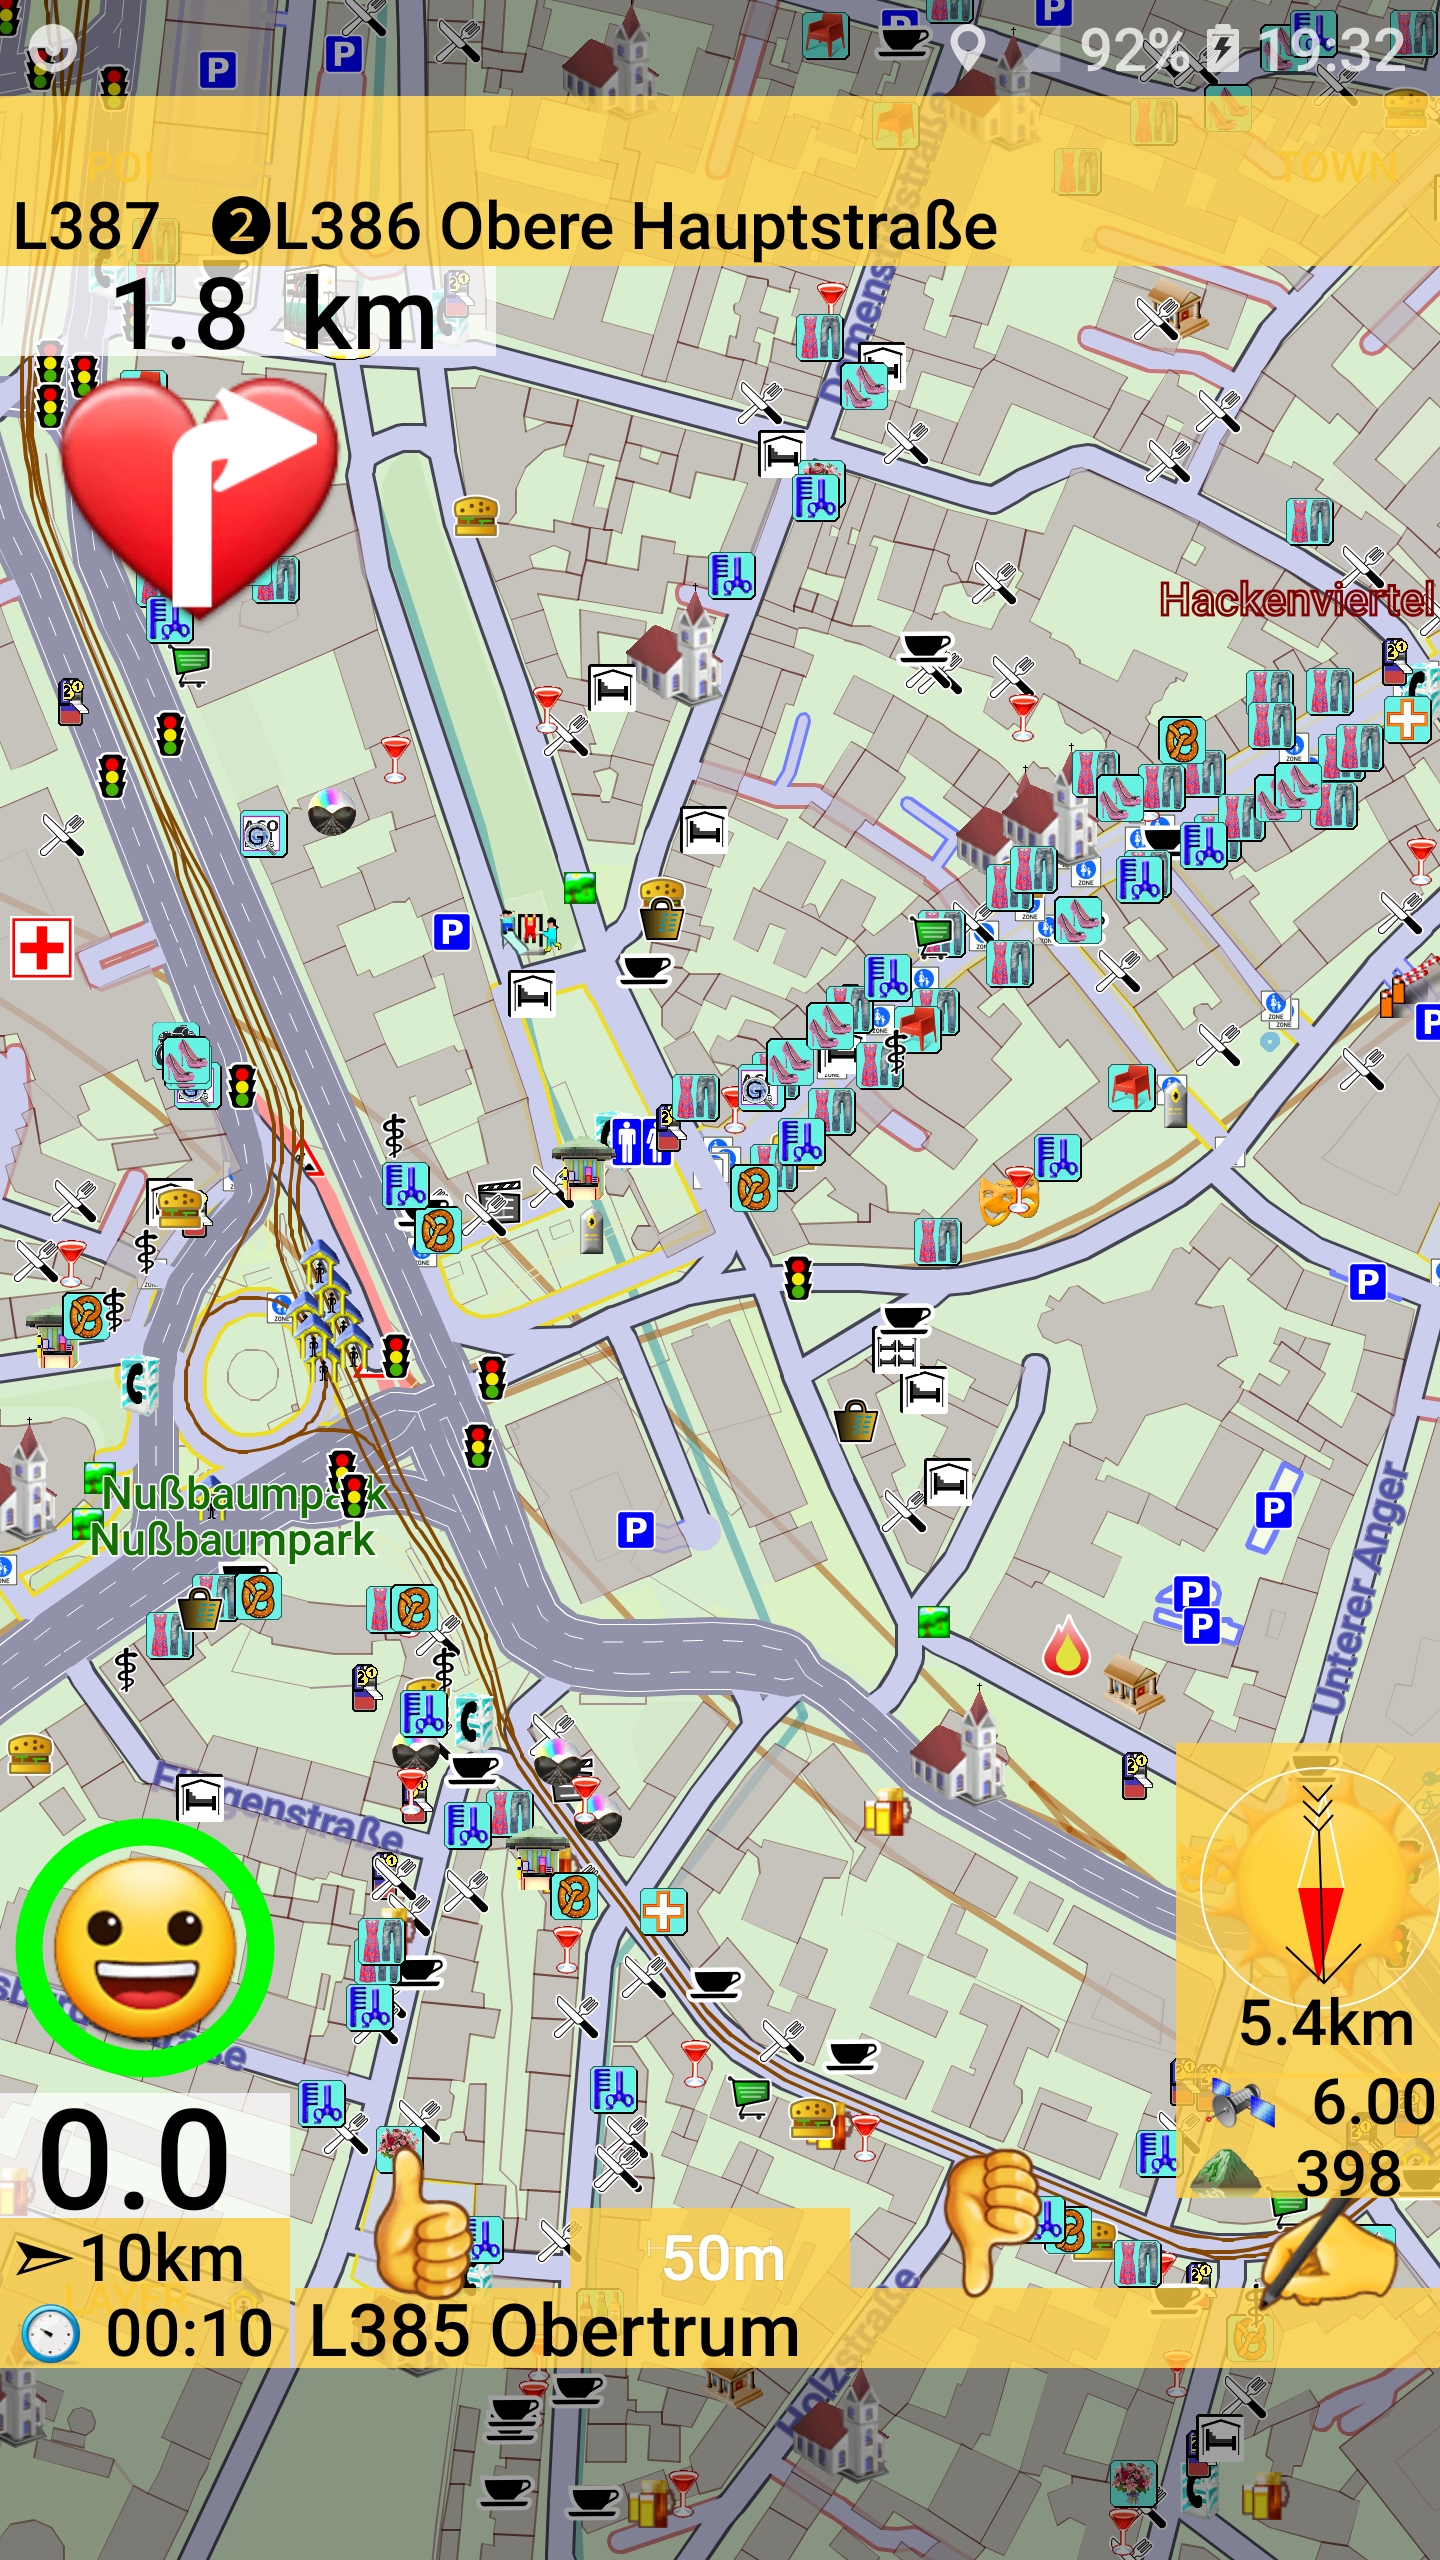 92% 19:32
POI
TOWN
L387 ❷L386 Obere Hauptstraße
1.8 km
Hackenviertel
Nußbaumpark
Nußbaumpark
Unterer Anger
5.4km
0.0
6.00
398
10km
50m
00:10
L385 Obertrum
Holzstraße